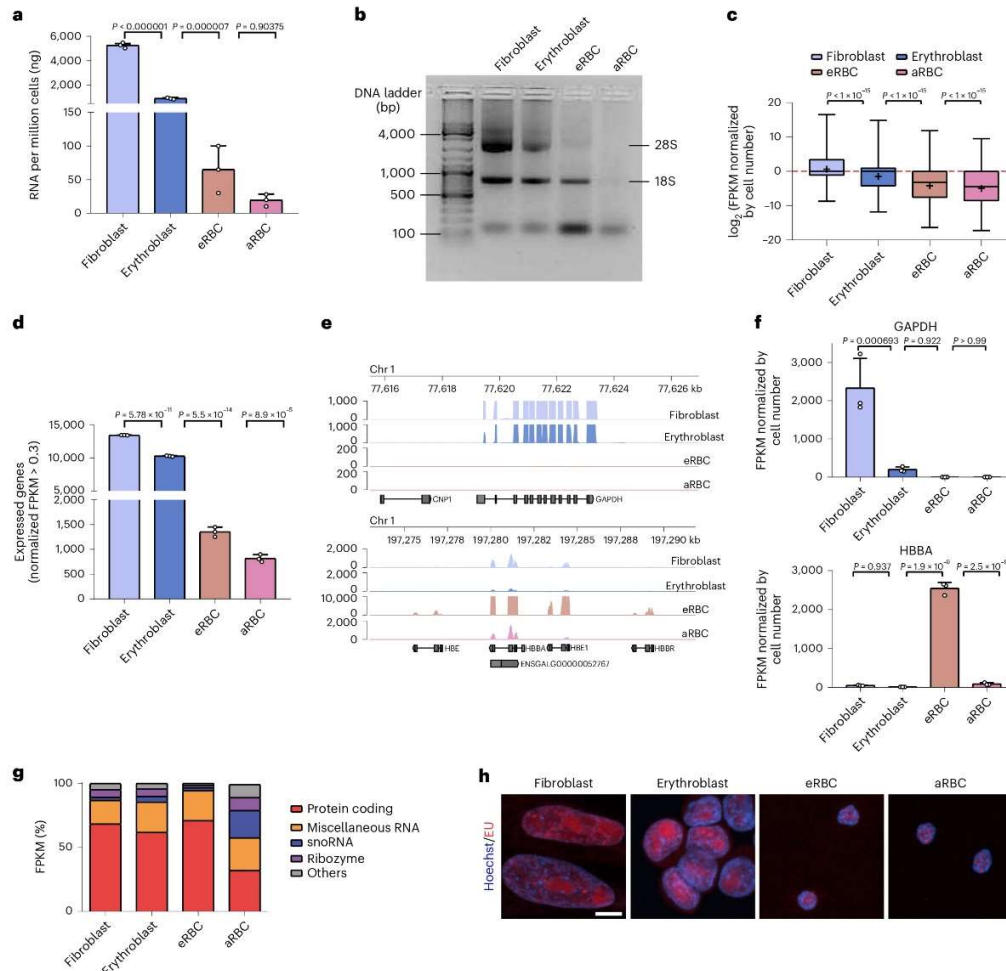 a
P < 0.000001
P = 0.000007
P = 0.90375
6,000
4,000
2,000
150
100
50
0
RNA per million cells (ng)
Fibroblast
Erythroblast
eRBC
aRBC
b
Fibroblast
Erythroblast
eRBC
aRBC
DNA ladder
(bp)
4,000
1,000
500
100
28S
18S
c
Fibroblast
Erythroblast
eRBC
aRBC
P < 1 × 10⁻¹⁵
P < 1 × 10⁻¹⁵
P < 1 × 10⁻¹⁵
20
10
0
−10
−20
log₂ (FPKM normalized
by cell number)
Fibroblast
Erythroblast
eRBC
aRBC
d
P = 5.78 × 10⁻¹¹
P = 5.5 × 10⁻¹⁴
P = 8.9 × 10⁻⁵
15,000
10,000
5,000
2,000
1,500
1,000
500
0
Expressed genes
(normalized FPKM > 0.3)
Fibroblast
Erythroblast
eRBC
aRBC
e
Chr 1
77,616
77,618
77,620
77,622
77,624
77,626 kb
1,000
0
Fibroblast
1,000
0
Erythroblast
200
0
eRBC
200
0
aRBC
CNP1
GAPDH
Chr 1
197,275
197,280
197,282
197,285
197,288
197,290 kb
2,000
0
Fibroblast
2,000
0
Erythroblast
10,000
0
eRBC
2,000
0
aRBC
HBE
HBBA
HBE1
HBBR
ENSGALG00000052767
f
GAPDH
P = 0.000693
P = 0.922
P > 0.99
3,000
2,000
1,000
0
FPKM normalized by
cell number
Fibroblast
Erythroblast
eRBC
aRBC
HBBA
P = 0.937
P = 1.9 × 10⁻⁸
P = 2.5 × 10
3,000
2,000
1,000
0
FPKM normalized by
cell number
Fibroblast
Erythroblast
eRBC
aRBC
g
100
50
0
FPKM (%)
Fibroblast
Erythroblast
eRBC
aRBC
Protein coding
Miscellaneous RNA
snoRNA
Ribozyme
Others
h
Fibroblast
Erythroblast
eRBC
aRBC
Hoechst/EU